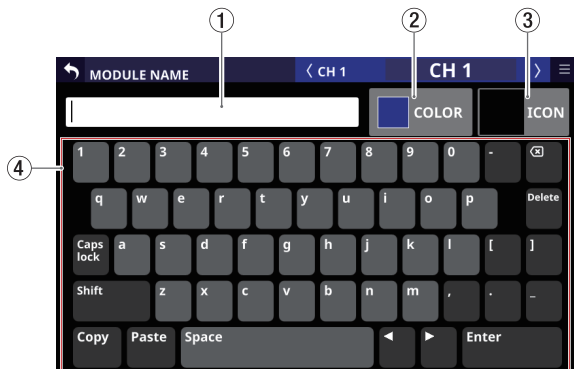 1 2 3
MODULE NAME CH 1 CH 1
COLOR ICON
4
1 2 3 4 5 6 7 8 9 0 -
q w e r t y u i o p Delete
Caps lock a s d f g h j k l [ ]
Shift z x c v b n m , . _
Copy Paste Space Enter